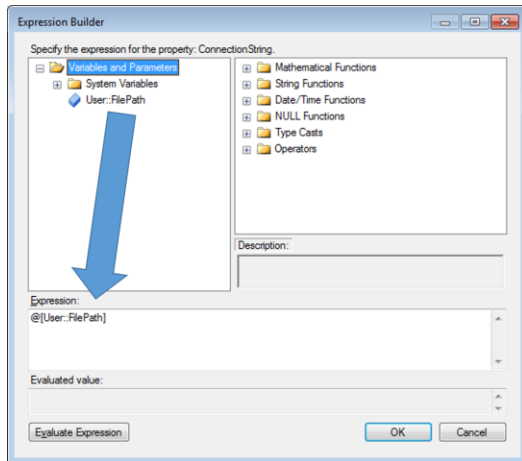 Expression Builder
Specify the expression for the property: ConnectionString.
Variables and Parameters
System Variables
User::FilePath
Mathematical Functions
String Functions
Date/Time Functions
NULL Functions
Type Casts
Operators
Description:
Expression:
@[User::FilePath]
Evaluated value:
Evaluate Expression
OK
Cancel